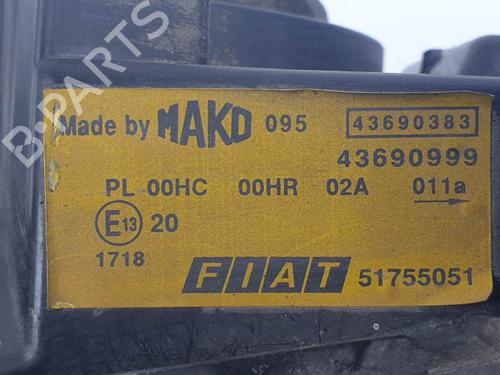 B-PARTS
Made by MAKO 095 43690383
43690999
PL 00HC 00HR 02A 011a
E13 20
1718
FIAT 51755051